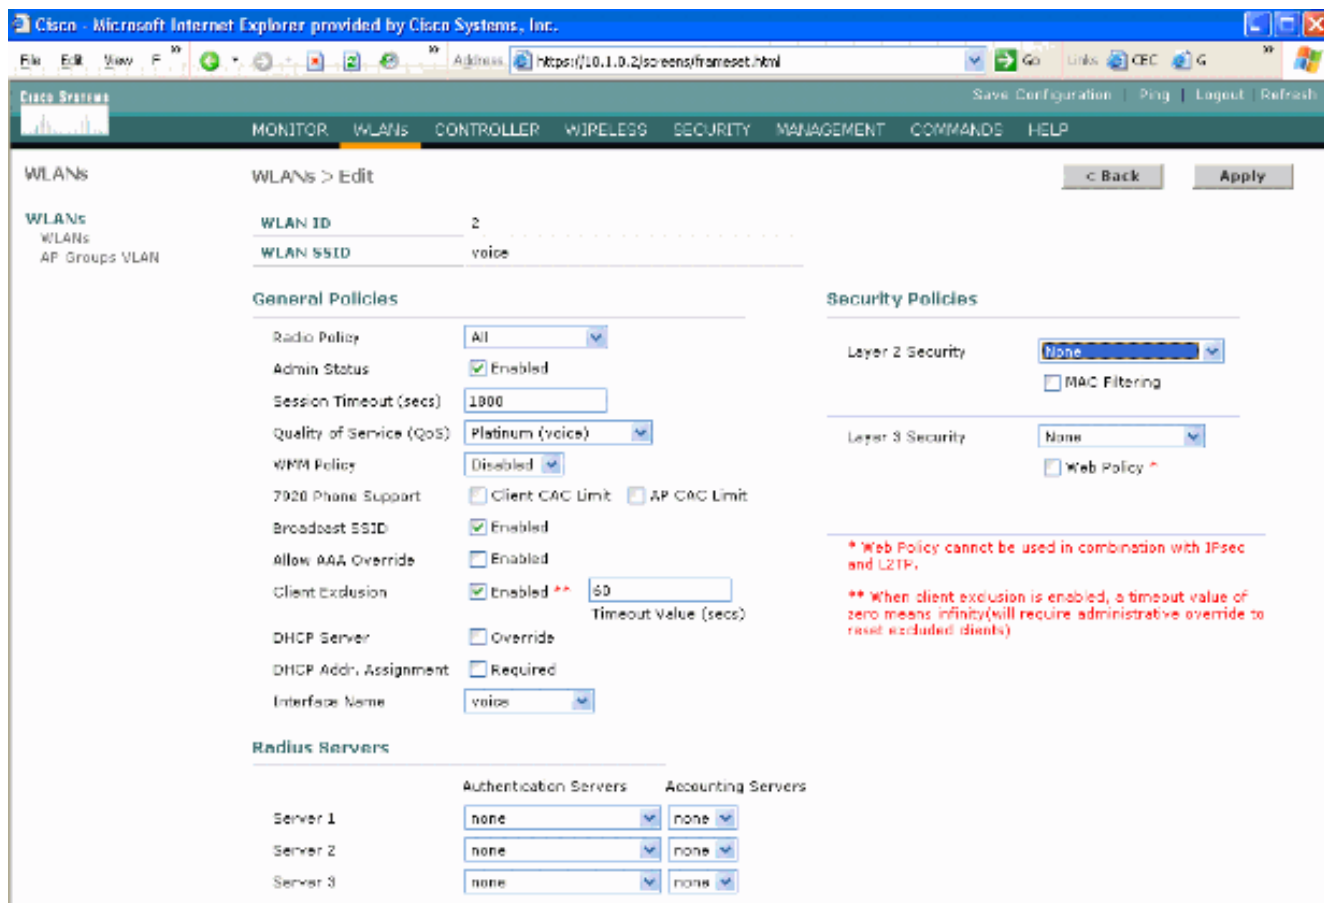 Cisco - Microsoft Internet Explorer provided by Cisco Systems, Inc.
File Edit View F » » Address https://10.1.0.2/screens/frameset.html Go Links CEC G »
Cisco Systems
Save Configuration | Ping | Logout | Refresh
MONITOR WLANs CONTROLLER WIRELESS SECURITY MANAGEMENT COMMANDS HELP
WLANs
WLANs
WLANs
AP Groups VLAN
WLANs > Edit
< Back Apply
WLAN ID 2
WLAN SSID voice
General Policies
Radio Policy All
Admin Status Enabled
Session Timeout (secs) 1800
Quality of Service (QoS) Platinum (voice)
WMM Policy Disabled
7920 Phone Support Client CAC Limit AP CAC Limit
Broadcast SSID Enabled
Allow AAA Override Enabled
Client Exclusion Enabled ** 60
Timeout Value (secs)
DHCP Server Override
DHCP Addr. Assignment Required
Interface Name voice
Security Policies
Layer 2 Security None
MAC Filtering
Layer 3 Security None
Web Policy *
* Web Policy cannot be used in combination with IPsec
and L2TP.
** When client exclusion is enabled, a timeout value of
zero means infinity(will require administrative override to
reset excluded clients)
Radius Servers
Authentication Servers Accounting Servers
Server 1 none none
Server 2 none none
Server 3 none none